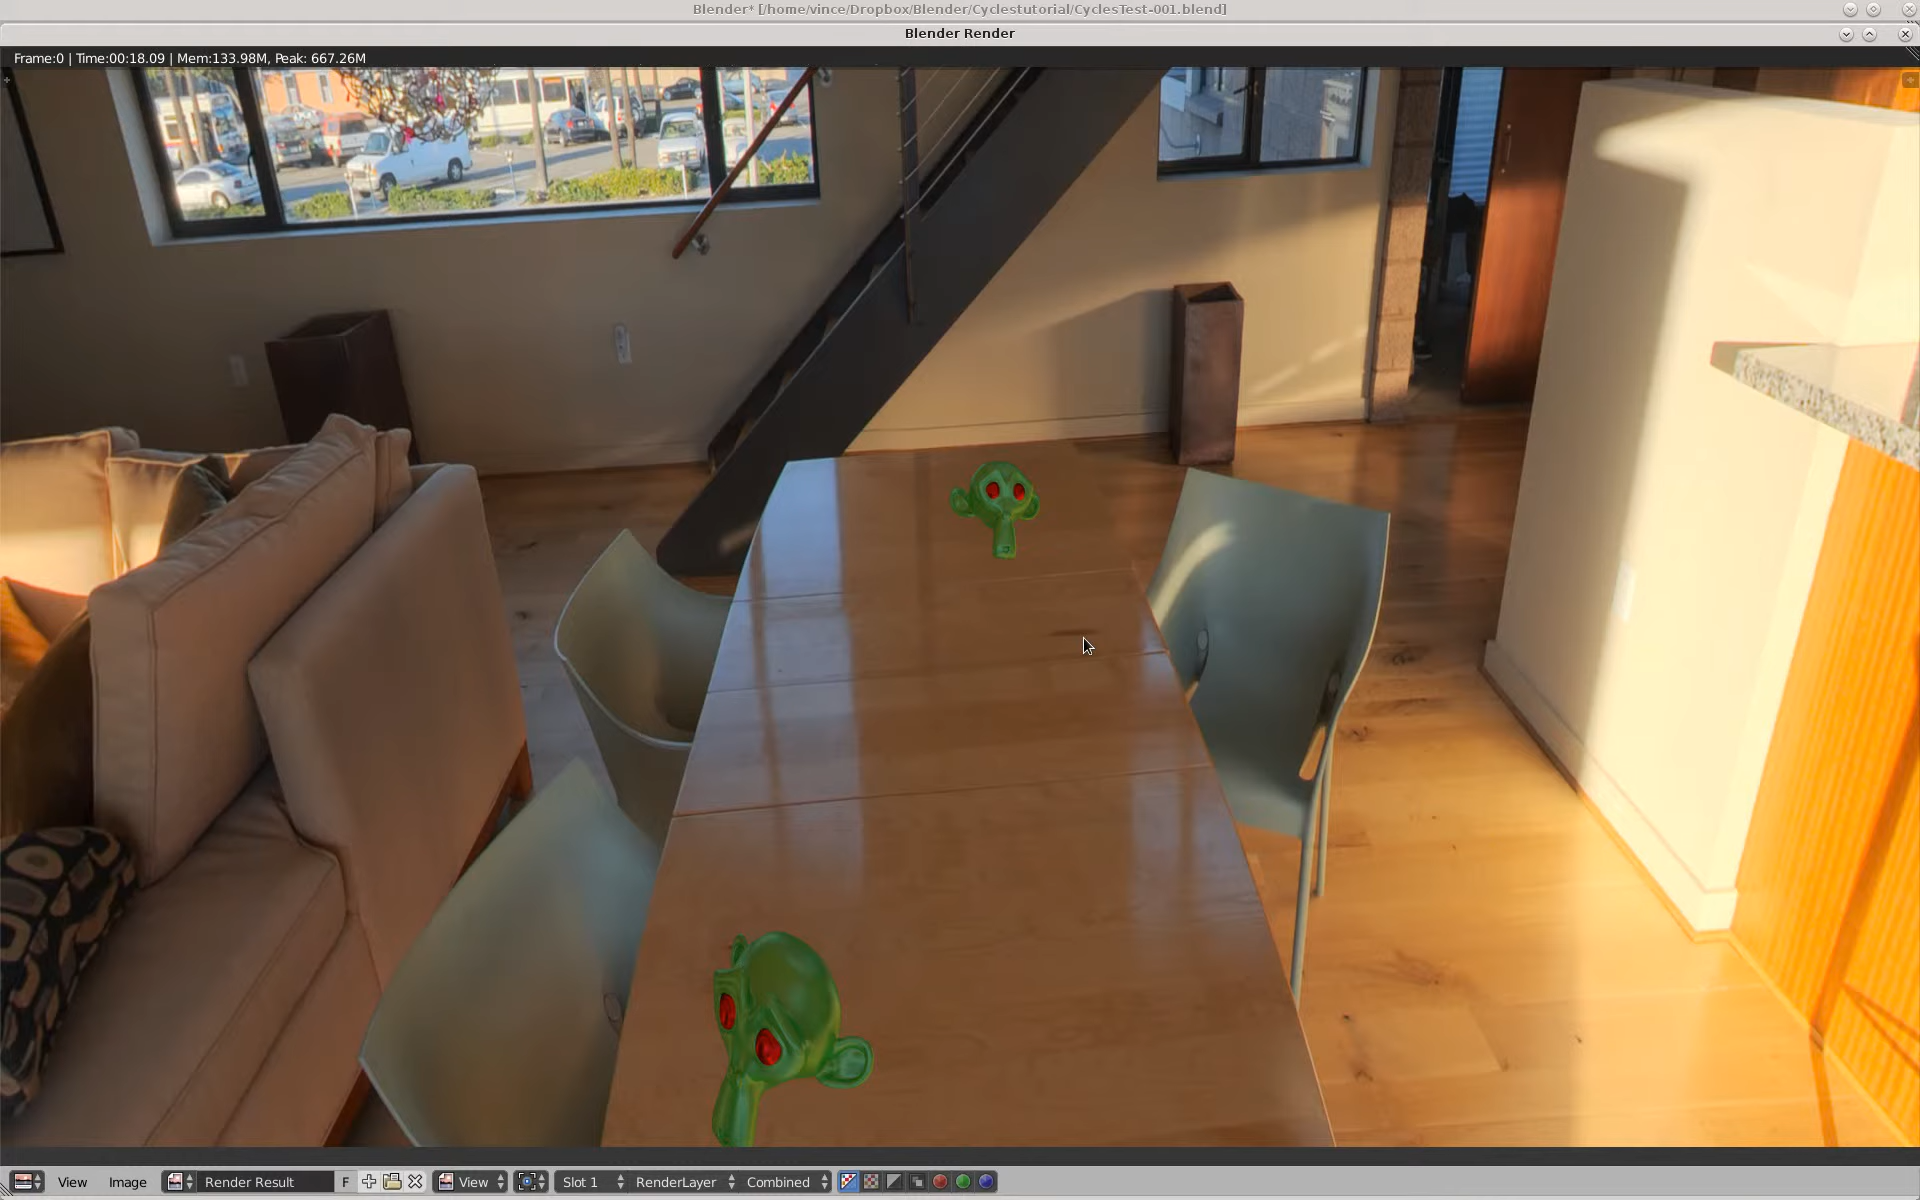 Blender* [/home/vince/Dropbox/Blender/Cyclestutorial/CyclesTest-001.blend]
Blender Render
Frame:0 | Time:00:18.09 | Mem:133.98M, Peak: 667.26M
View Image Render Result F View Slot 1 RenderLayer Combined